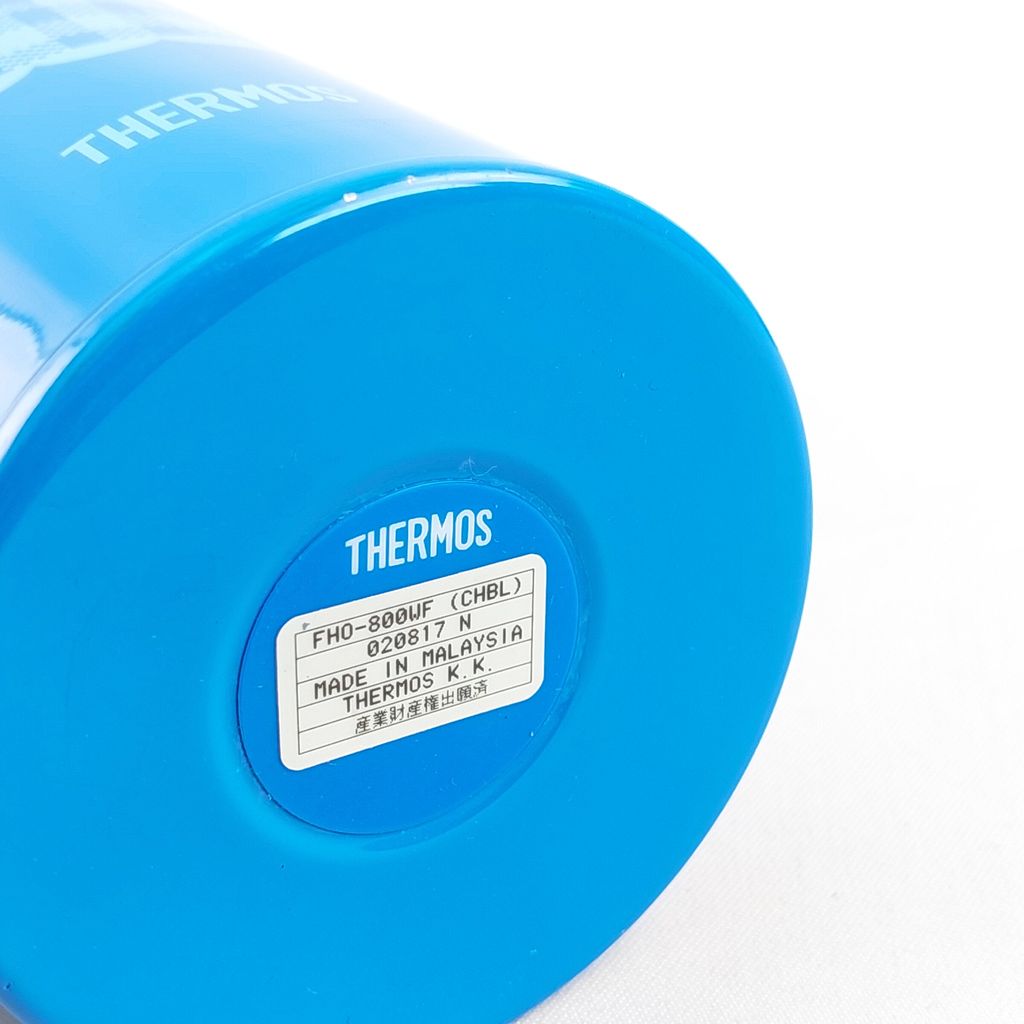 THERMOS
THERMOS
FHO-800WF (CHBL)
020817 N
MADE IN MALAYSIA
THERMOS K.K.
産業財産権出願済